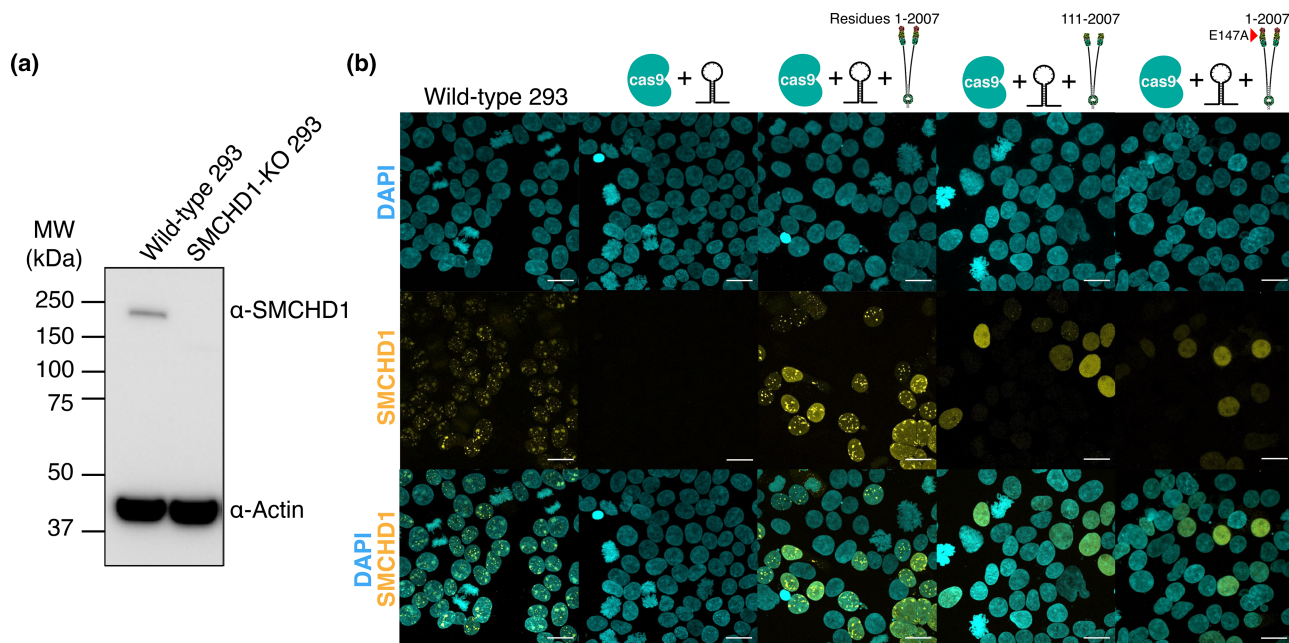 (a)
MW
(kDa)
Wild-type 293
SMCHD1-KO 293
250
150
100
75
50
37
α-SMCHD1
α-Actin
(b)
Wild-type 293
cas9 +
Residues 1-2007
cas9 + +
111-2007
cas9 + +
1-2007
E147A
cas9 + +
DAPI
SMCHD1
DAPI
SMCHD1